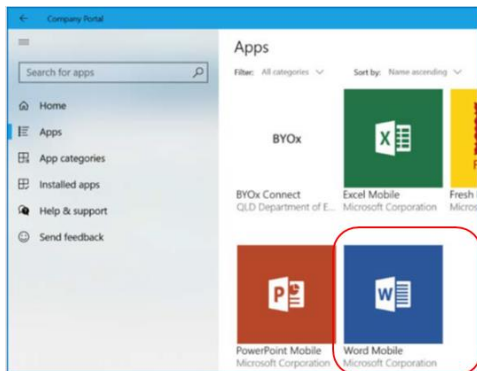 Company Portal
Search for apps
Home
Apps
App categories
Installed apps
Help & support
Send feedback
Apps
Filter: All categories
Sort by: Name ascending
BYOx
BYOx Connect
QLD Department of E...
Excel Mobile
Microsoft Corporation
Fresh
Micros
PowerPoint Mobile
Microsoft Corporation
Word Mobile
Microsoft Corporation